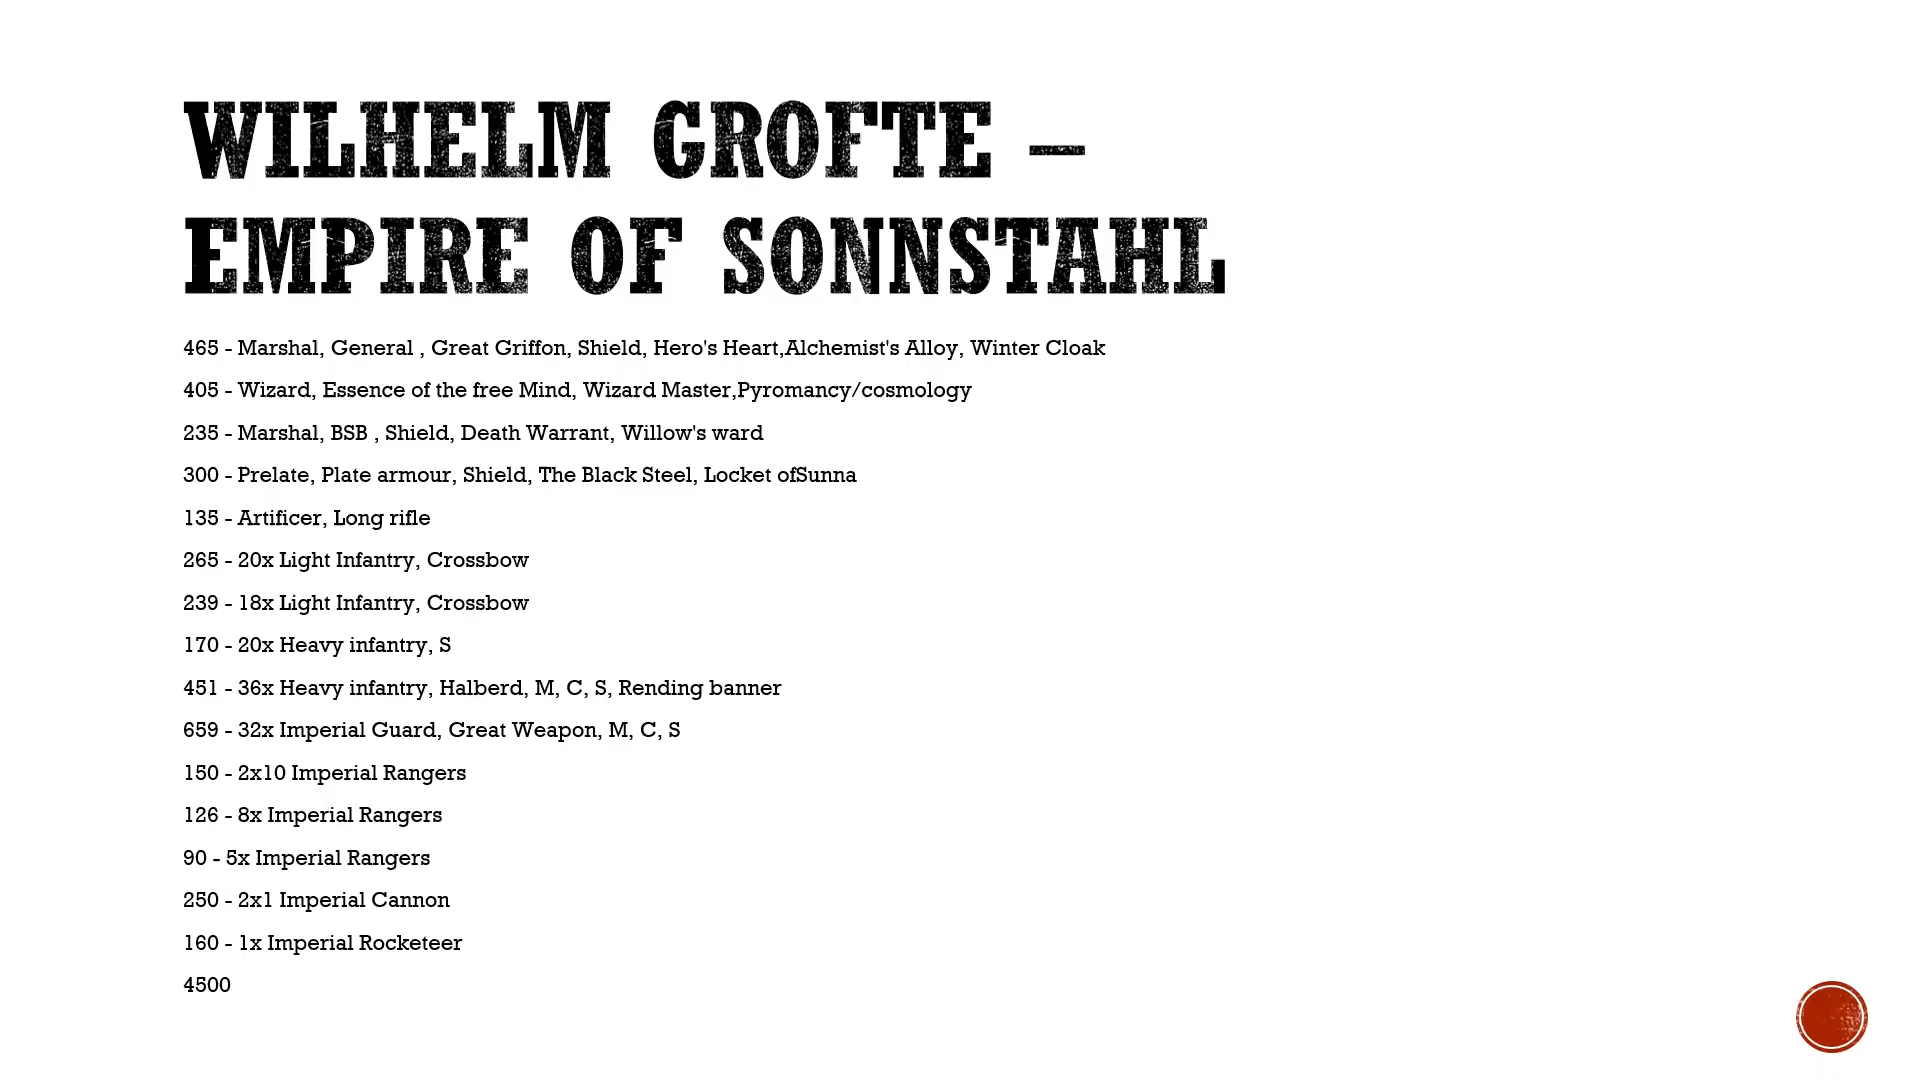 WILHELM GROFTE –
EMPIRE OF SONNSTAHL
465 - Marshal, General , Great Griffon, Shield, Hero's Heart,Alchemist's Alloy, Winter Cloak
405 - Wizard, Essence of the free Mind, Wizard Master,Pyromancy/cosmology
235 - Marshal, BSB , Shield, Death Warrant, Willow's ward
300 - Prelate, Plate armour, Shield, The Black Steel, Locket ofSunna
135 - Artificer, Long rifle
265 - 20x Light Infantry, Crossbow
239 - 18x Light Infantry, Crossbow
170 - 20x Heavy infantry, S
451 - 36x Heavy infantry, Halberd, M, C, S, Rending banner
659 - 32x Imperial Guard, Great Weapon, M, C, S
150 - 2x10 Imperial Rangers
126 - 8x Imperial Rangers
90 - 5x Imperial Rangers
250 - 2x1 Imperial Cannon
160 - 1x Imperial Rocketeer
4500